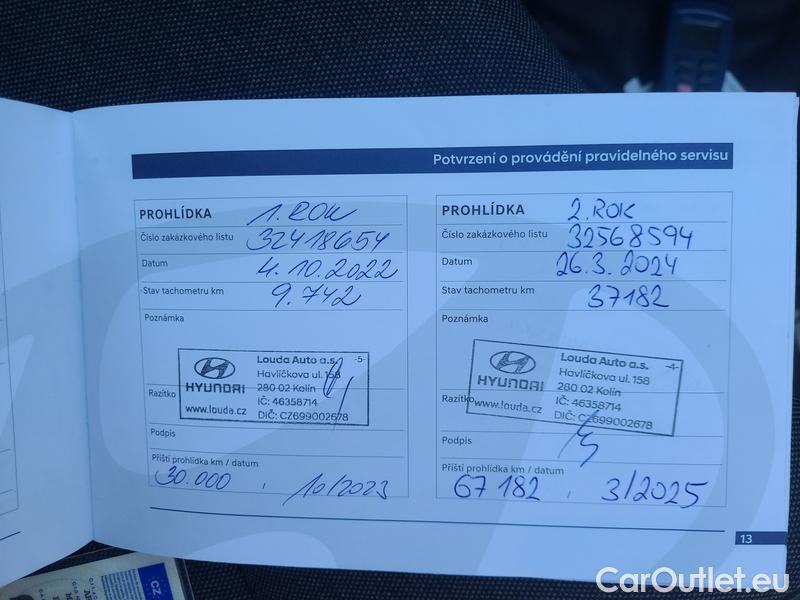 Potvrzení o provádění pravidelného servisu
PROHLÍDKA 1. ROK
Číslo zakázkového listu 32418654
Datum 4.10.2022
Stav tachometru km 9.742
Poznámka
HYUNDAI
www.louda.cz
Louda Auto a.s. -5-
Havlíčkova ul. 158
280 02 Kolín
IČ: 46358714
DIČ: CZ699002678
Razítko
Podpis
Příští prohlídka km / datum
30.000 , 10/2023
PROHLÍDKA 2. ROK
Číslo zakázkového listu 32568594
Datum 26.3.2024
Stav tachometru km 37182
Poznámka
HYUNDAI
www.louda.cz
Louda Auto a.s. -4-
Havlíčkova ul. 158
280 02 Kolín
IČ: 46358714
DIČ: CZ699002678
Razítko
Podpis
Příští prohlídka km / datum
67 182 , 3/2025
13
CZ
CarOutlet.eu